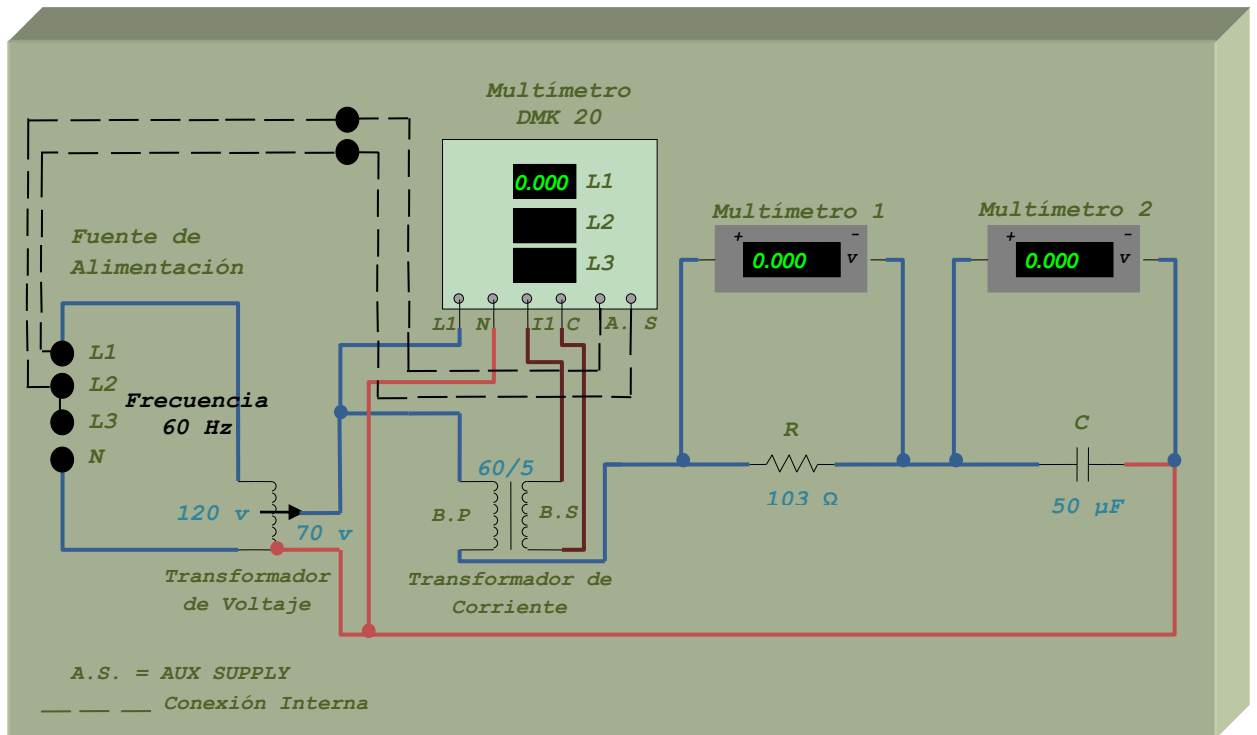 Multímetro
DMK 20
0.000 L1
L2
L3
L1 N I1 C A. S
Multímetro 1
+ -
0.000 v
Multímetro 2
+ -
0.000 v
Fuente de
Alimentación
L1
L2
L3
N
Frecuencia
60 Hz
120 v
70 v
Transformador
de Voltaje
60/5
B.P
B.S
Transformador de
Corriente
R
103 Ω
C
50 µF
A.S. = AUX SUPPLY
Conexión Interna